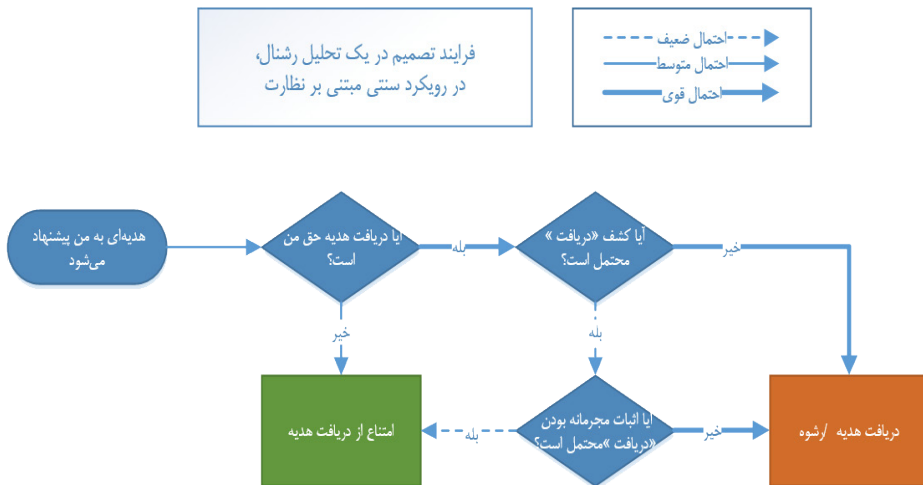 فرایند تصمیم در یک تحلیل رشنال،
در رویکرد سنتی مبتنی بر نظارت
احتمال ضعیف
احتمال متوسط
احتمال قوی
هدیه‌ای به من پیشنهاد
می‌شود
آیا دریافت هدیه حق من
است؟
بله
آیا کشف «دریافت »
محتمل است؟
خیر
خیر
بله
امتناع از دریافت هدیه
بله
آیا اثبات مجرمانه بودن
«دریافت »محتمل است؟
خیر
دریافت هدیه /رشوه